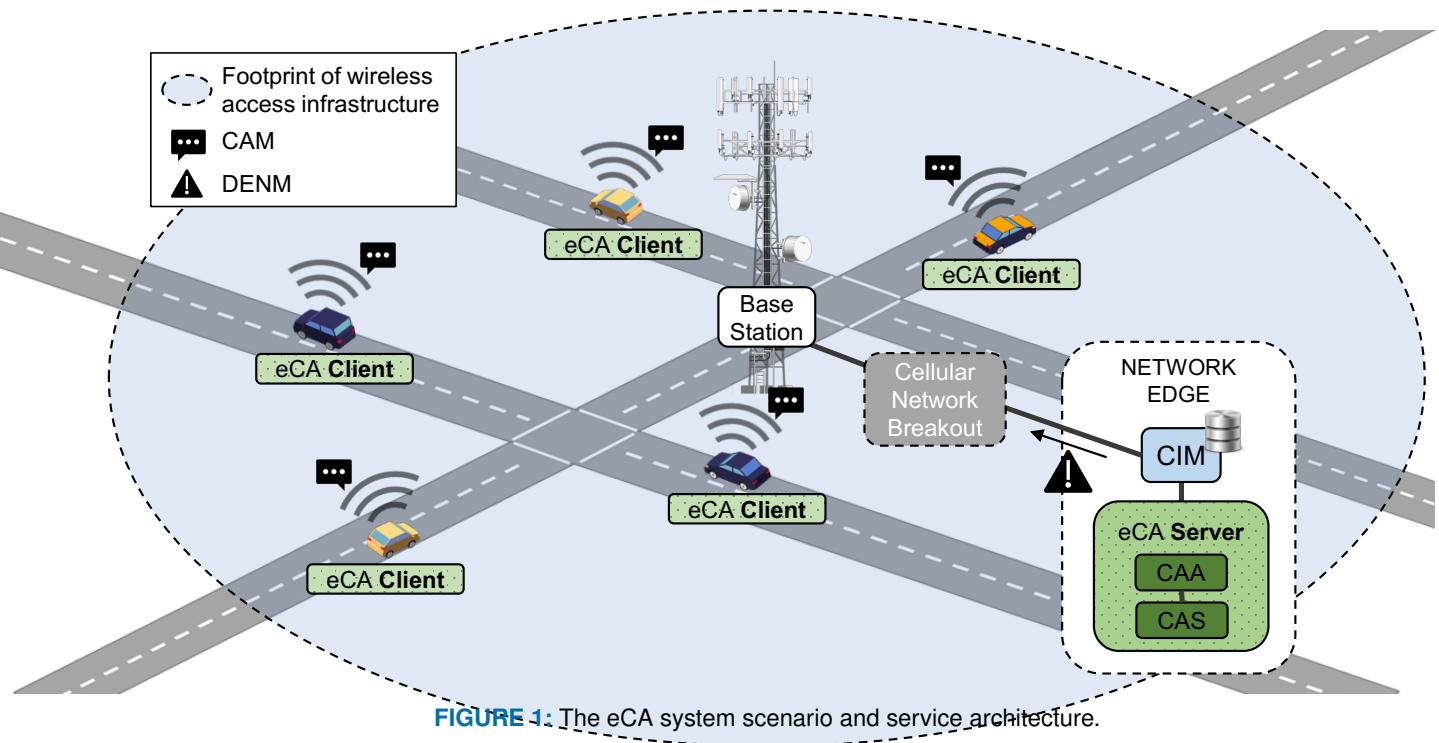 Footprint of wireless
access infrastructure
CAM
DENM
eCA Client
eCA Client
eCA Client
Base
Station
Cellular
Network
Breakout
NETWORK
EDGE
CIM
eCA Client
eCA Client
eCA Server
CAA
CAS
FIGURE 1: The eCA system scenario and service architecture.